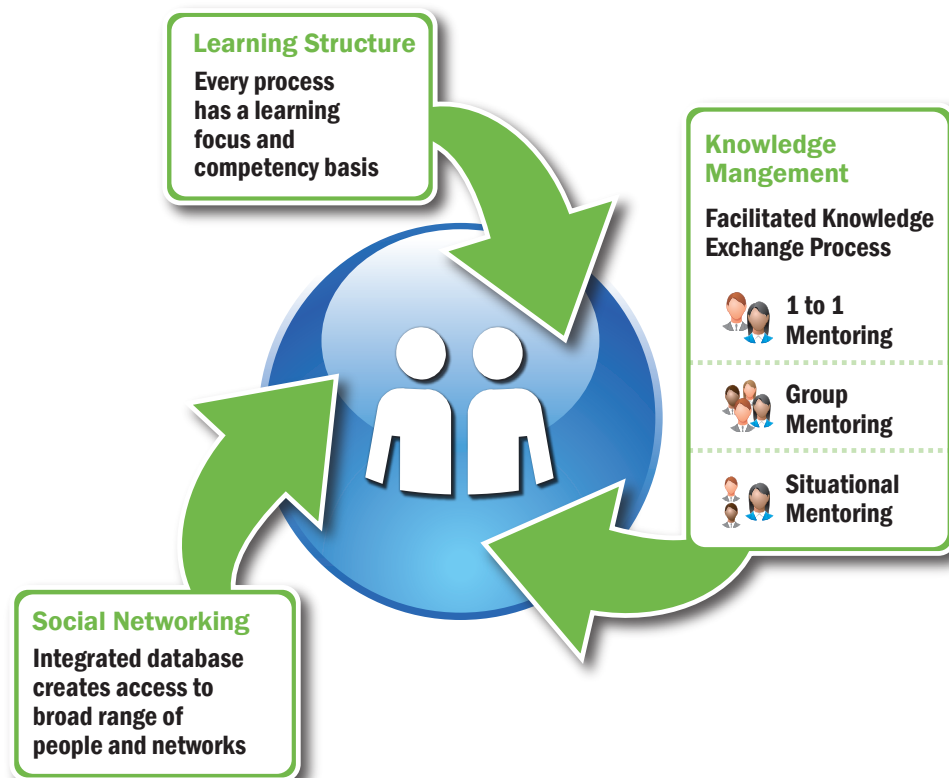 Learning Structure
Every process
has a learning
focus and
competency basis
Knowledge
Mangement
Facilitated Knowledge
Exchange Process
1 to 1
Mentoring
Group
Mentoring
Situational
Mentoring
Social Networking
Integrated database
creates access to
broad range of
people and networks